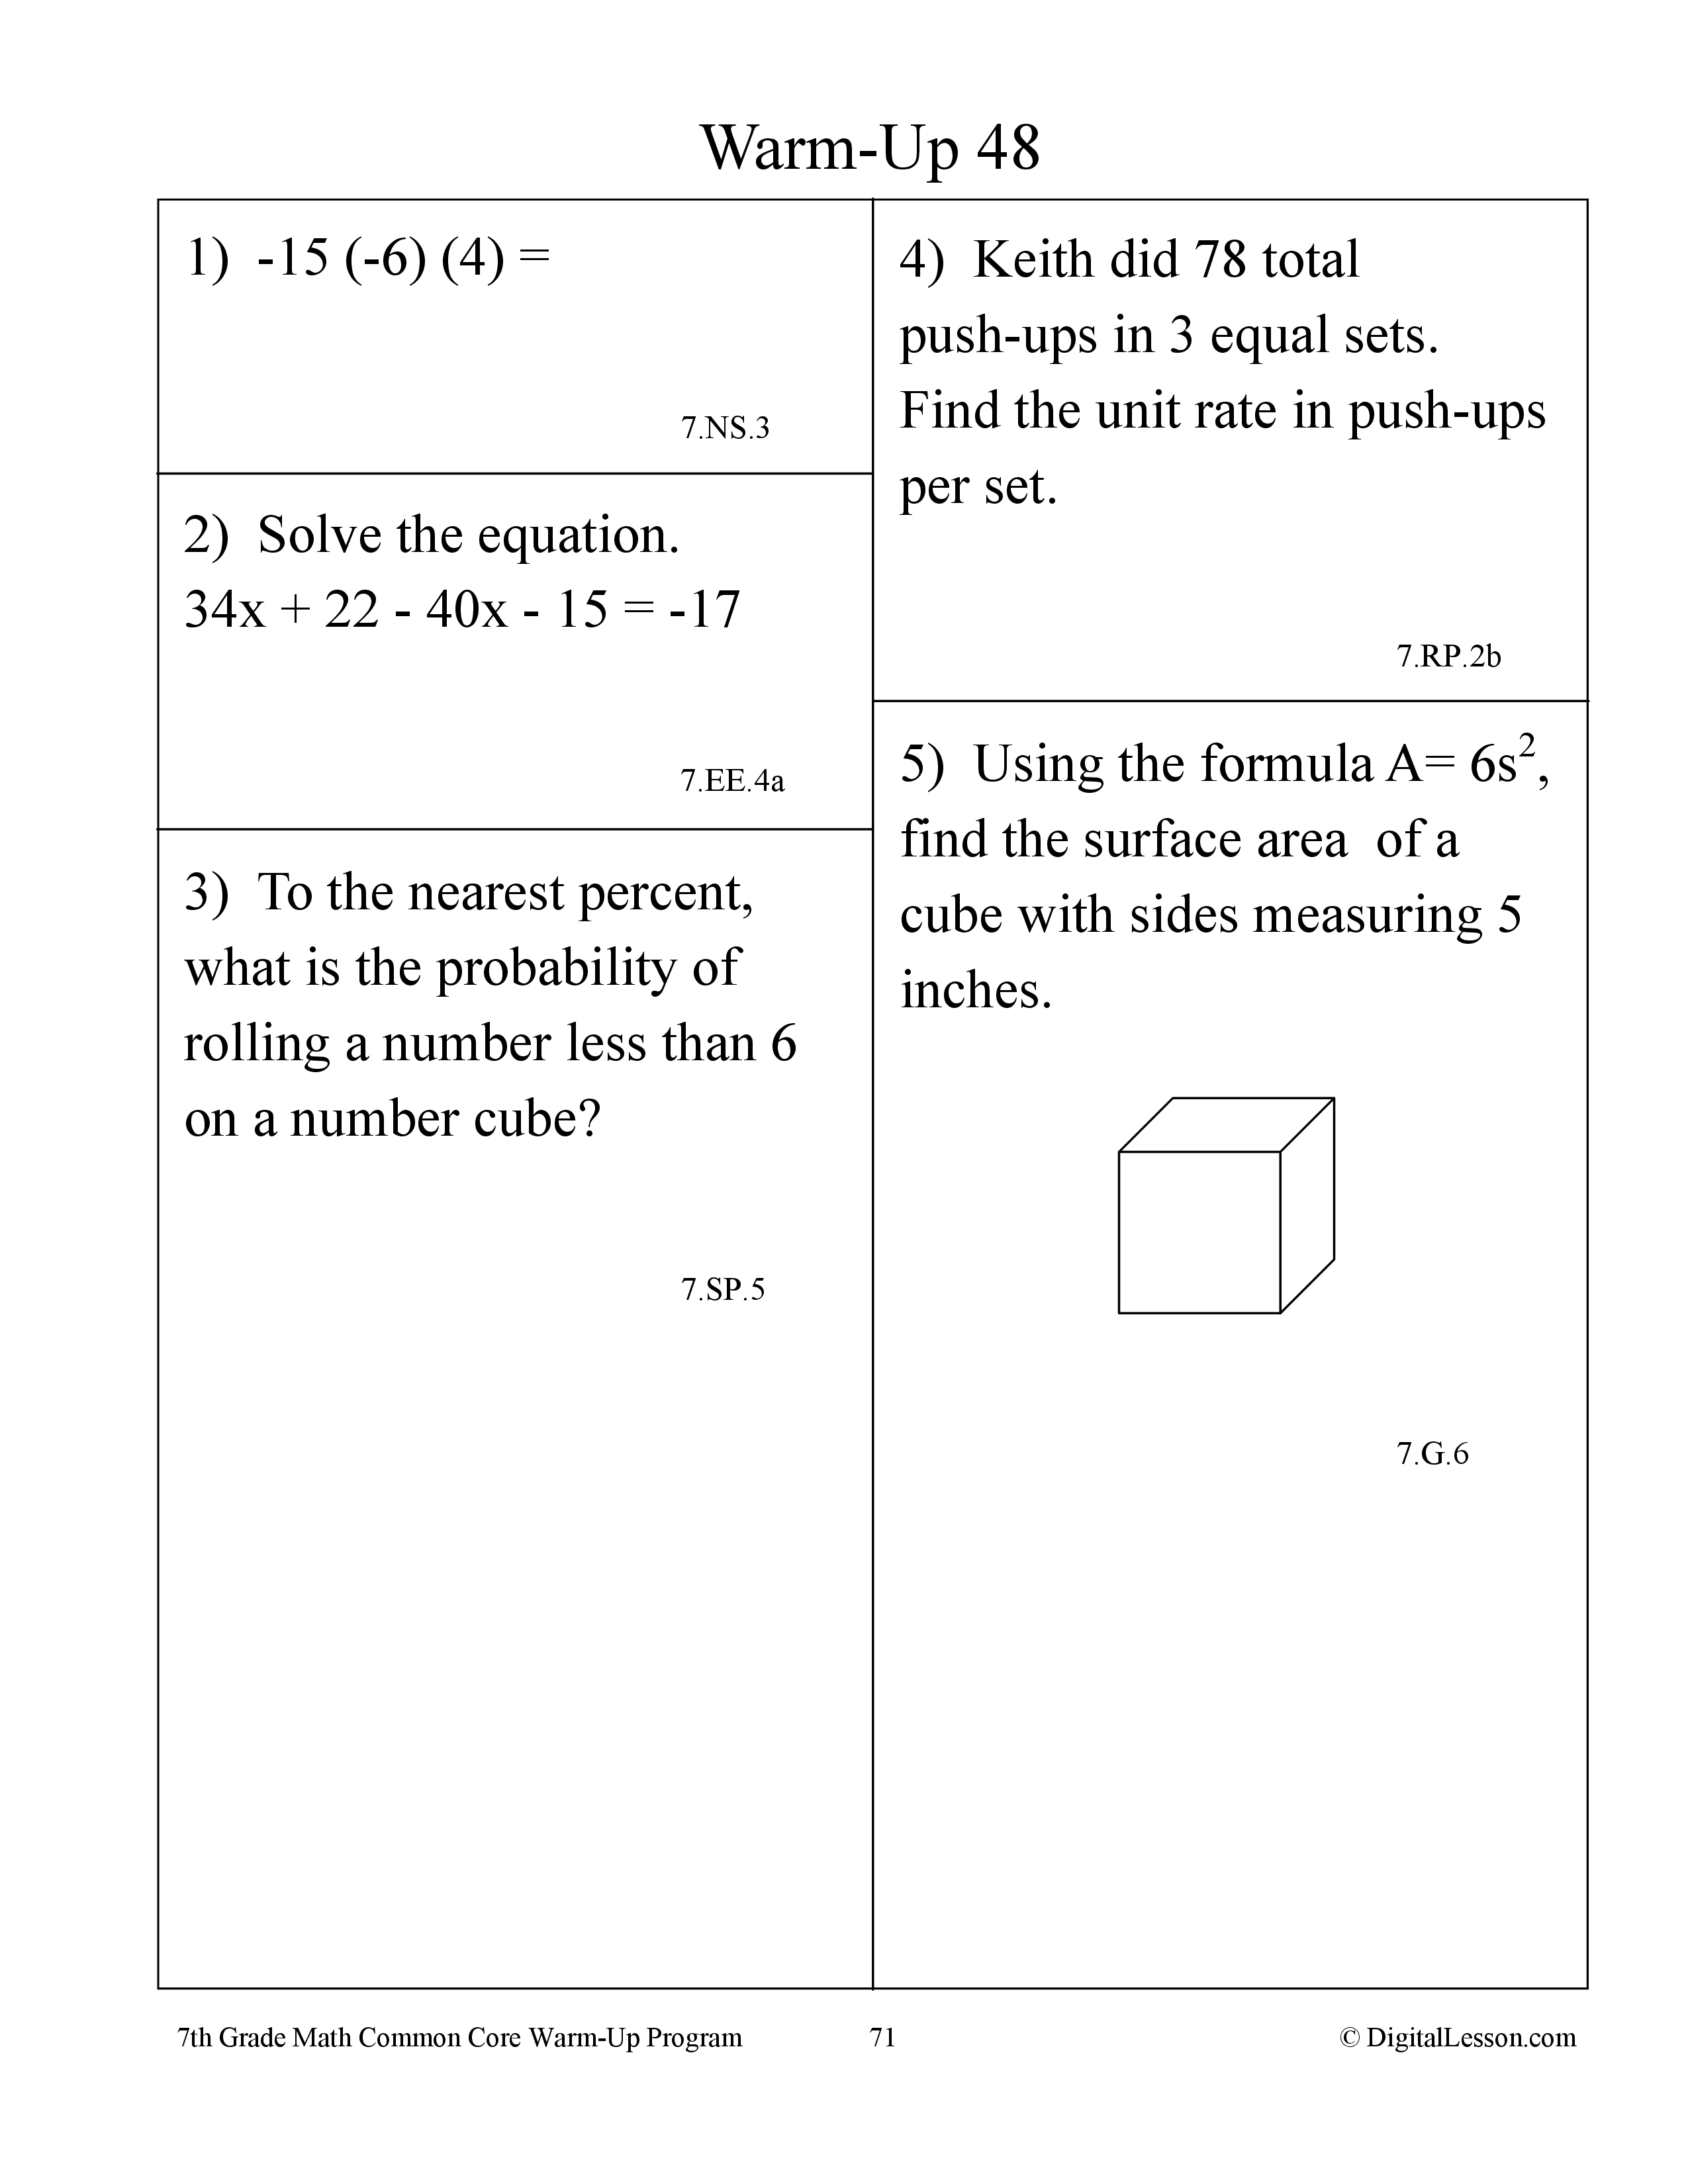 Warm-Up 48
1) -15 (-6) (4) =
7.NS.3
2) Solve the equation.
34x + 22 - 40x - 15 = -17
7.EE.4a
3) To the nearest percent,
what is the probability of
rolling a number less than 6
on a number cube?
7.SP.5
4) Keith did 78 total
push-ups in 3 equal sets.
Find the unit rate in push-ups
per set.
7.RP.2b
5) Using the formula A= 6s²,
find the surface area of a
cube with sides measuring 5
inches.
7.G.6
7th Grade Math Common Core Warm-Up Program 71 © DigitalLesson.com